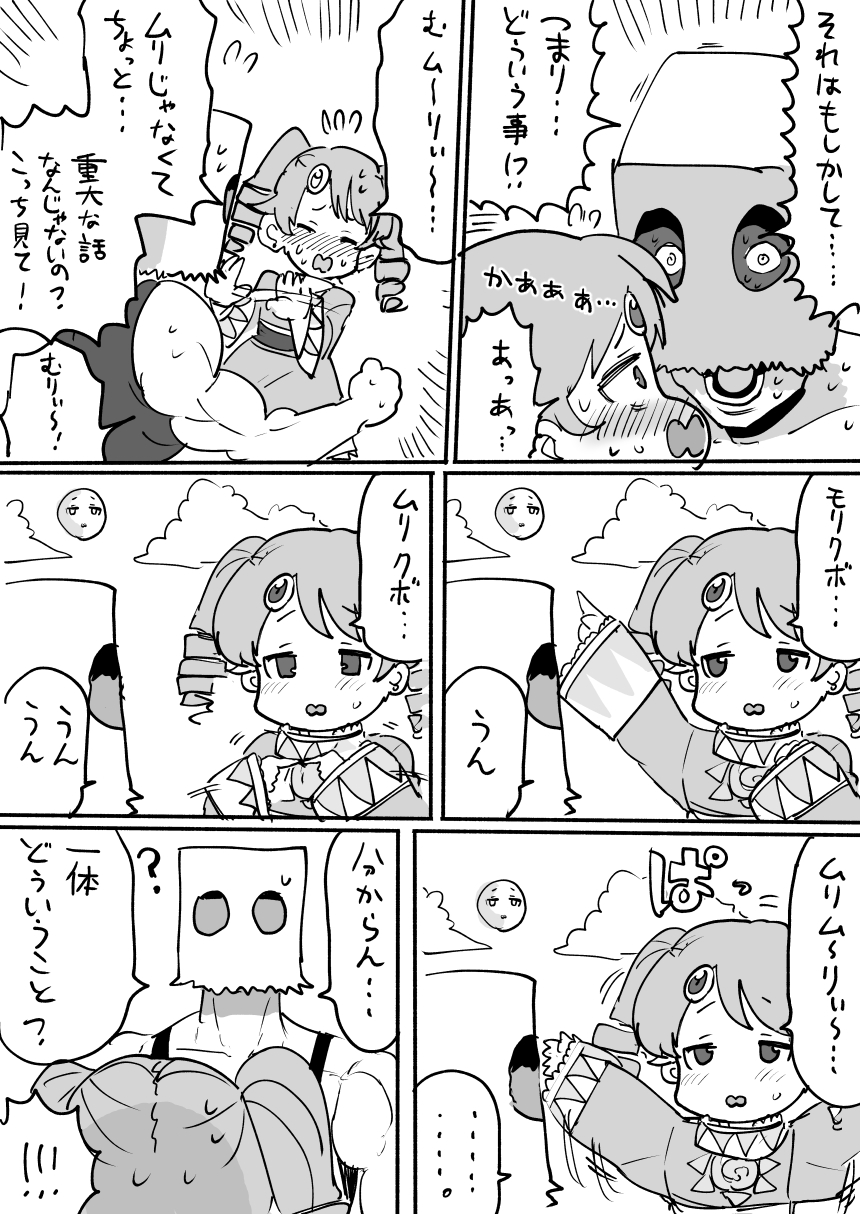 それはもしかして……
つまり…
どういう事!?
かぁぁぁ…
あっあっ…
むム〜りぃ〜…
ムリじゃなくて
ちょっと…
重大な話
なんじゃないの?
こっち見て!
むりぃ〜!
モリクボ…
うん
ムリクボ…
うん
うん
ムリム〜りぃ〜…
ぱっ
………。
わからん…
?
一体
どういうこと?
!!!